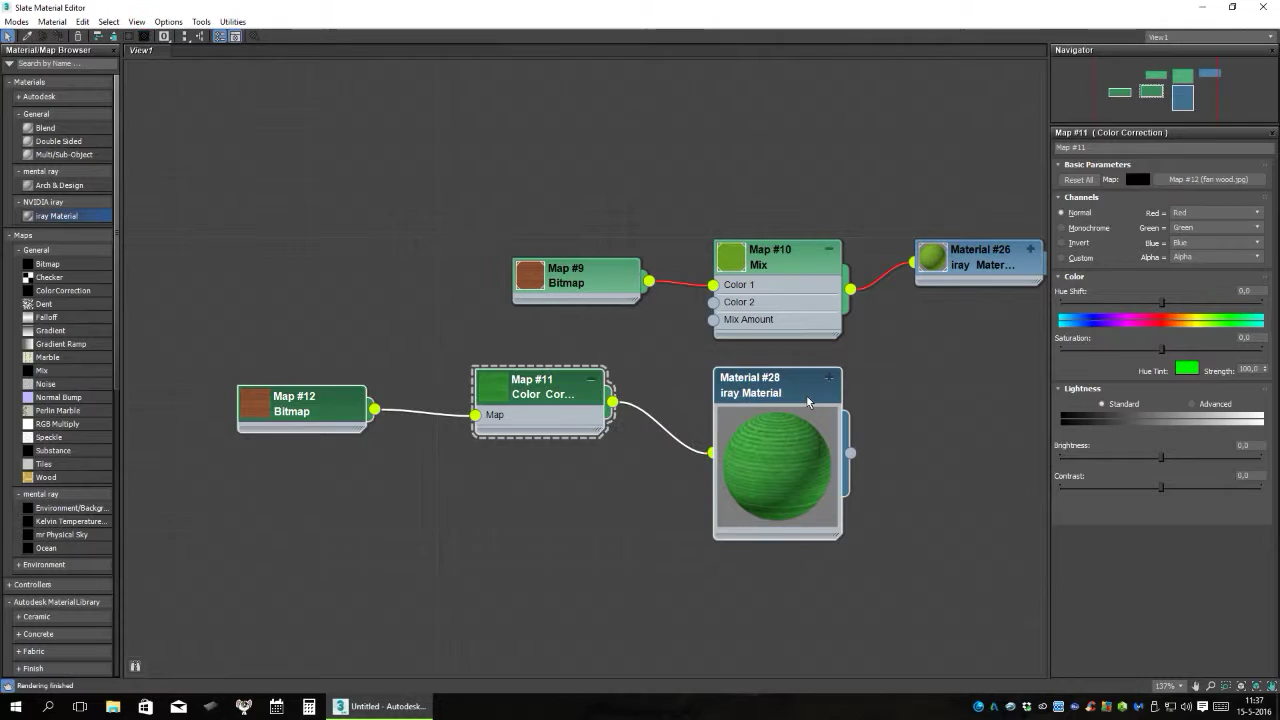 Slate Material Editor
Modes Material Edit Select View Options Tools Utilities
View1
Material/Map Browser
Search by Name ...
- Materials
+ Autodesk
- General
Blend
Double Sided
Multi/Sub-Object
- mental ray
Arch & Design
- NVIDIA iray
iray Material
- Maps
- General
Bitmap
Checker
ColorCorrection
Dent
Falloff
Gradient
Gradient Ramp
Marble
Mix
Noise
Normal Bump
Perlin Marble
RGB Multiply
Speckle
Substance
Tiles
Wood
- mental ray
Environment/Backgr...
Kelvin Temperature...
mr Physical Sky
Ocean
+ Environment
+ Controllers
- Autodesk MaterialLibrary
+ Ceramic
+ Concrete
+ Fabric
+ Finish
View1
Map #9
Bitmap
Map #10
Mix
Color 1
Color 2
Mix Amount
Material #26
iray Mater...
Map #12
Bitmap
Map #11
Color Cor...
Map
Material #28
iray Material
Navigator
Map #11 ( Color Correction )
Map #11
Basic Parameters
Reset All Map: Map #12 (fan wood.jpg)
Channels
Normal Red = Red
Monochrome Green = Green
Invert Blue = Blue
Custom Alpha = Alpha
Color
Hue Shift: 0,0
Saturation: 0,0
Hue Tint: Strength: 100,0
Lightness
Standard Advanced
Brightness: 0,0
Contrast: 0,0
Rendering finished
137%
Untitled - Autodesk...
11:37
15-5-2016